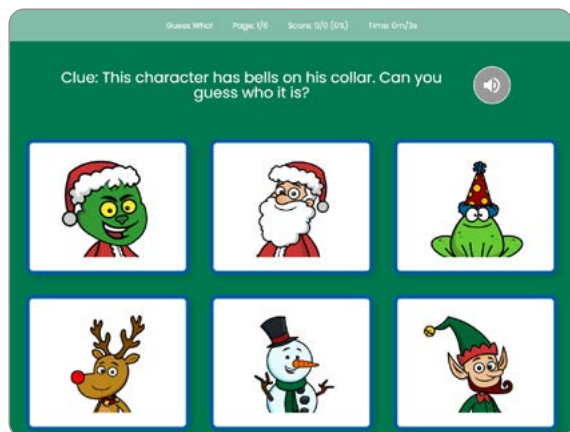 Guess Who! Page: 1/6 Score: 0/0 (0%) Time: 0m/3s
Clue: This character has bells on his collar. Can you
guess who it is?